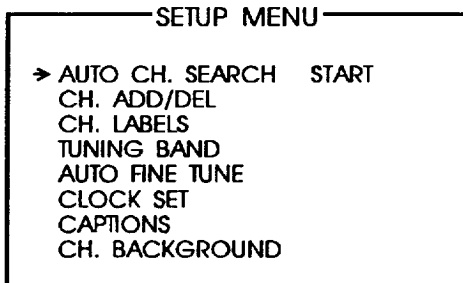 SETUP MENU
→ AUTO CH. SEARCH START
CH. ADD/DEL
CH. LABELS
TUNING BAND
AUTO FINE TUNE
CLOCK SET
CAPTIONS
CH. BACKGROUND